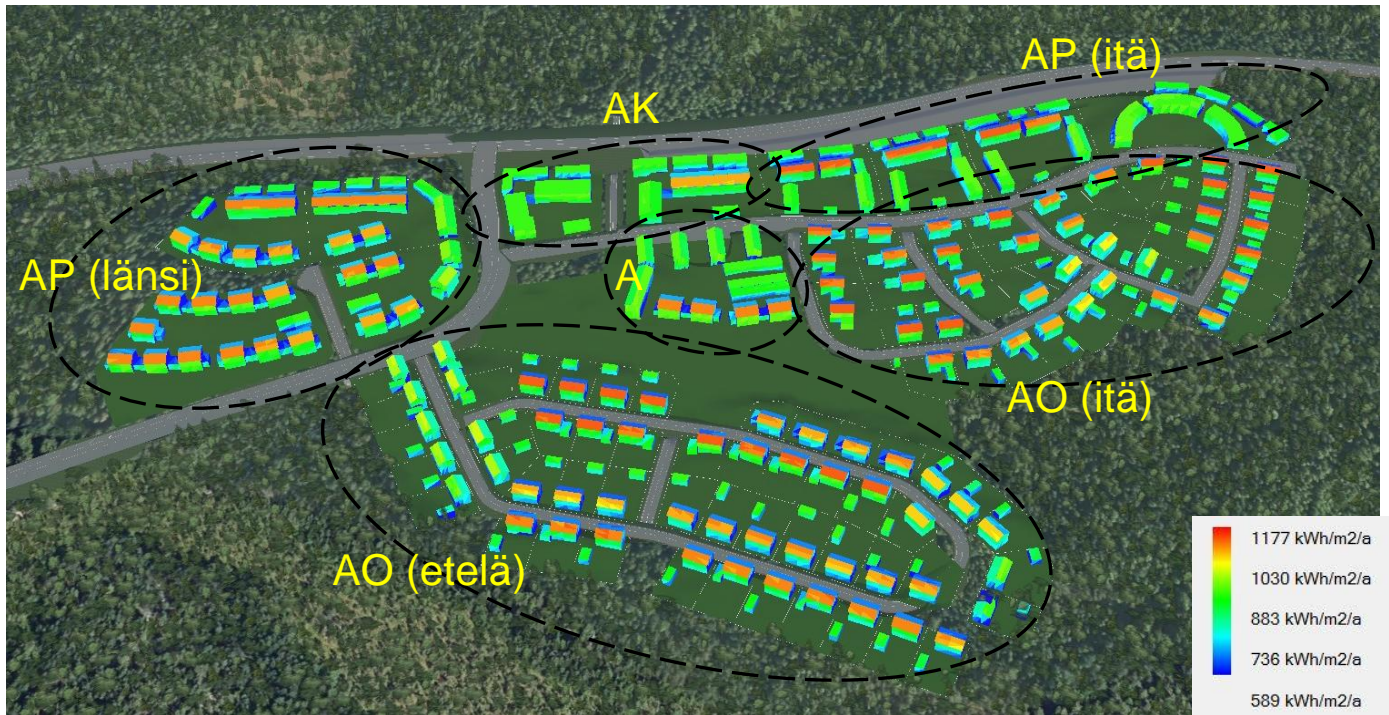 AP (itä)
AK
AP (länsi)
A
AO (itä)
AO (etelä)
1177 kWh/m2/a
1030 kWh/m2/a
883 kWh/m2/a
736 kWh/m2/a
589 kWh/m2/a